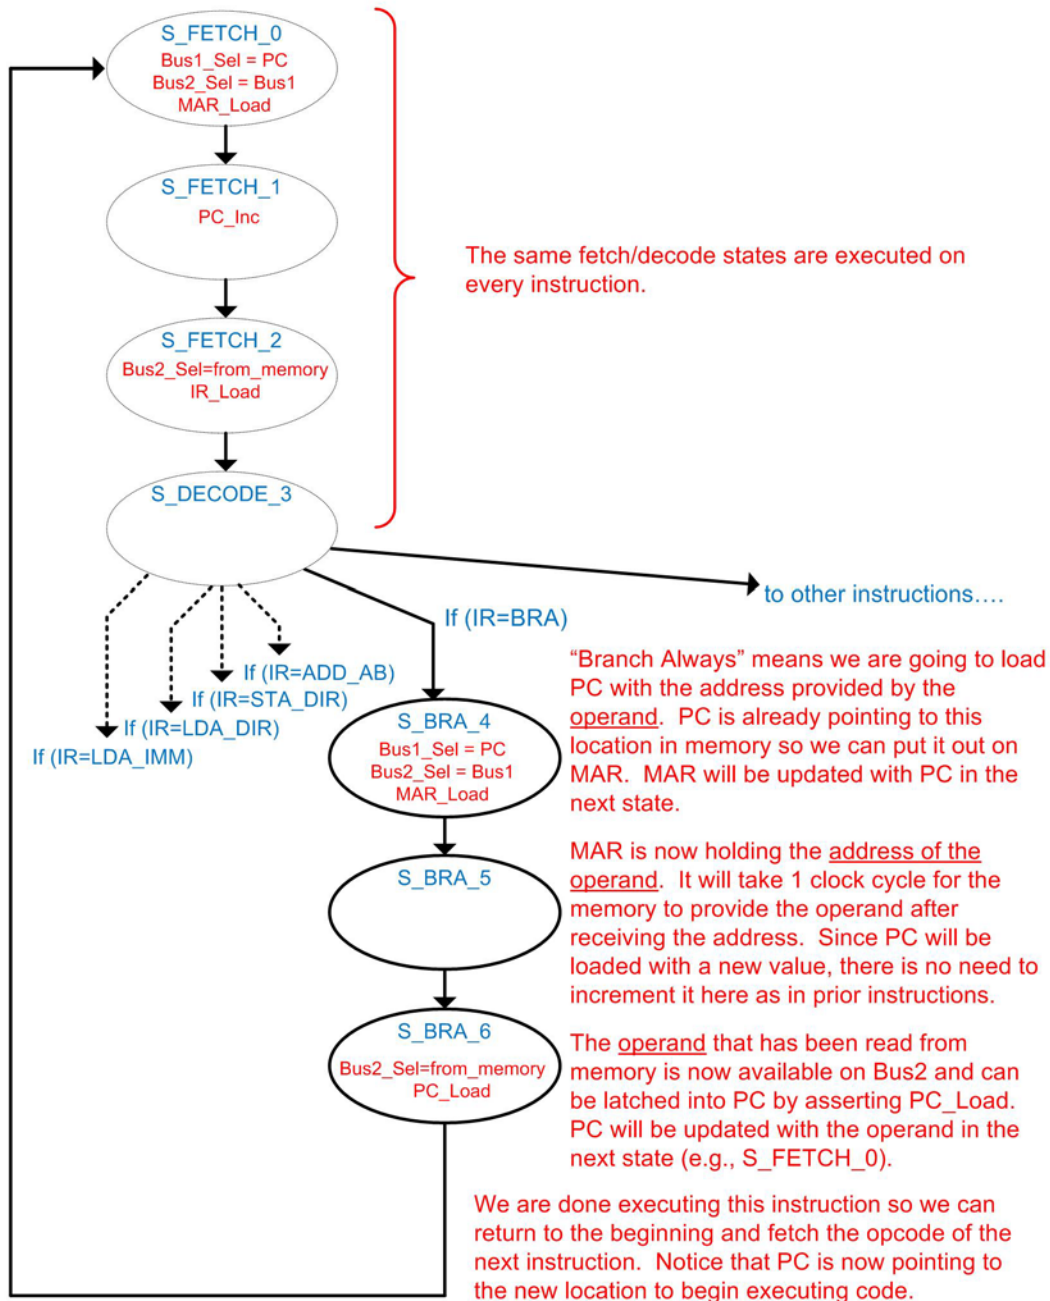 S_FETCH_0
Bus1_Sel = PC
Bus2_Sel = Bus1
MAR_Load
S_FETCH_1
PC_Inc
The same fetch/decode states are executed on
every instruction.
S_FETCH_2
Bus2_Sel=from_memory
IR_Load
S_DECODE_3
to other instructions....
If (IR=BRA)
If (IR=ADD_AB)
If (IR=STA_DIR)
If (IR=LDA_DIR)
If (IR=LDA_IMM)
S_BRA_4
Bus1_Sel = PC
Bus2_Sel = Bus1
MAR_Load
“Branch Always” means we are going to load
PC with the address provided by the
operand. PC is already pointing to this
location in memory so we can put it out on
MAR. MAR will be updated with PC in the
next state.
S_BRA_5
MAR is now holding the address of the
operand. It will take 1 clock cycle for the
memory to provide the operand after
receiving the address. Since PC will be
loaded with a new value, there is no need to
increment it here as in prior instructions.
S_BRA_6
Bus2_Sel=from_memory
PC_Load
The operand that has been read from
memory is now available on Bus2 and can
be latched into PC by asserting PC_Load.
PC will be updated with the operand in the
next state (e.g., S_FETCH_0).
We are done executing this instruction so we can
return to the beginning and fetch the opcode of the
next instruction. Notice that PC is now pointing to
the new location to begin executing code.